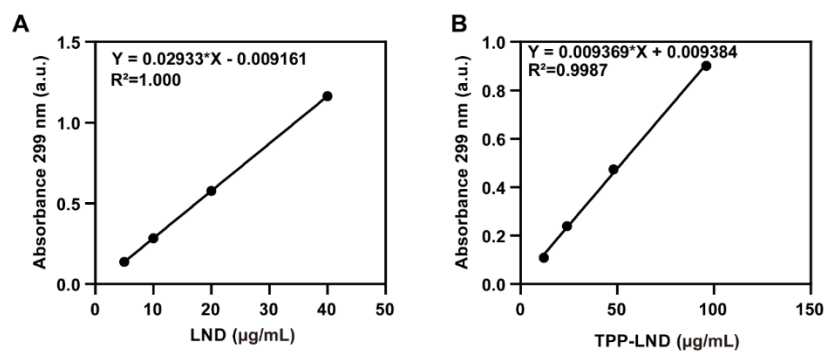 A
Y = 0.02933*X - 0.009161
R²=1.000
Absorbance 299 nm (a.u.)
1.5
1.0
0.5
0.0
0 10 20 30 40 50
LND (μg/mL)
B
Y = 0.009369*X + 0.009384
R²=0.9987
Absorbance 299 nm (a.u.)
1.0
0.8
0.6
0.4
0.2
0.0
0 50 100 150
TPP-LND (μg/mL)